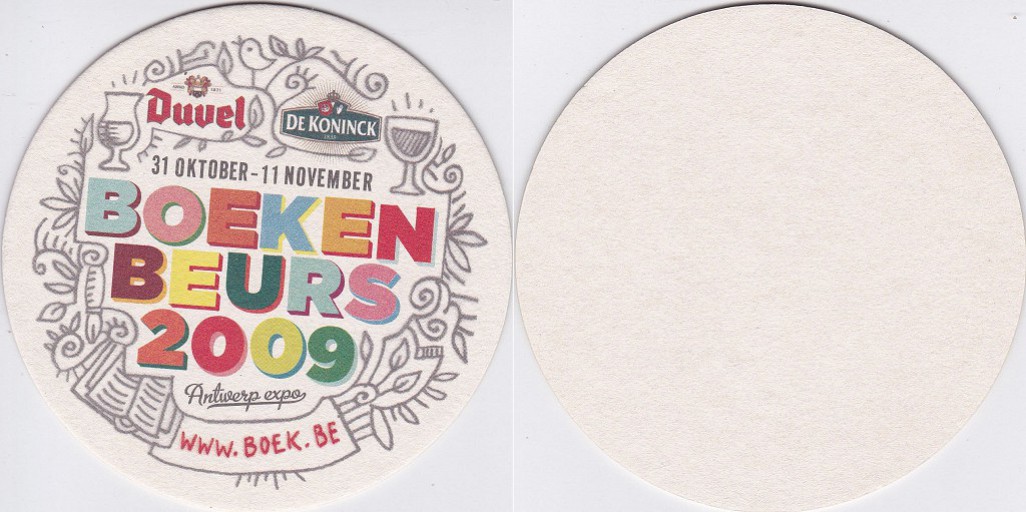 Duvel
DE KONINCK
31 OKTOBER - 11 NOVEMBER
BOEKEN
BEURS
2009
Antwerp expo
WWW.BOEK.BE